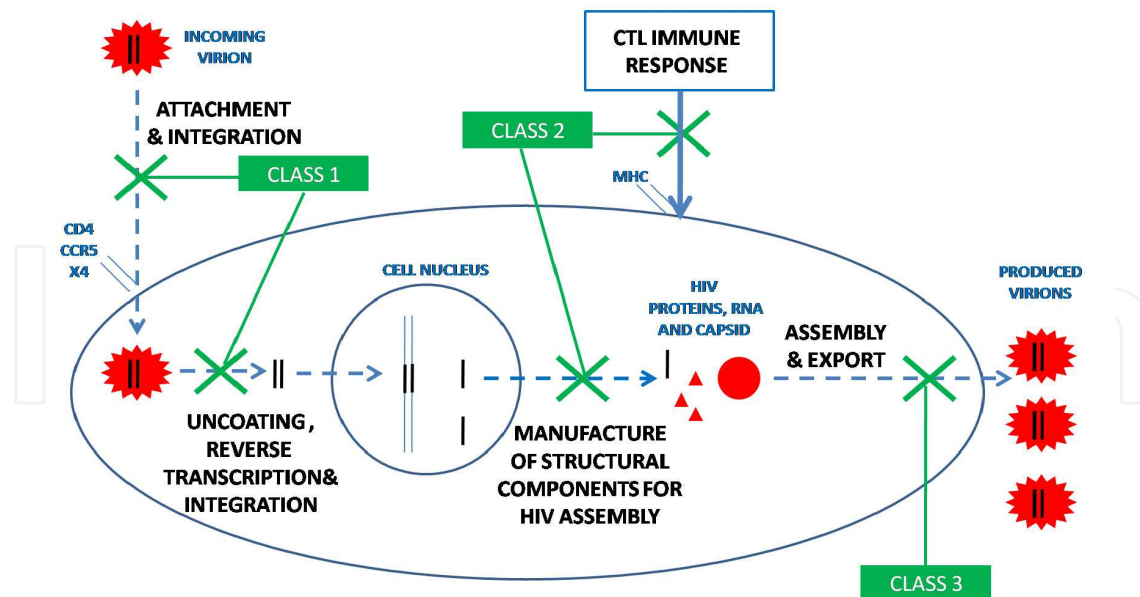 INCOMING
VIRION
ATTACHMENT
& INTEGRATION
CLASS 1
CD4
CCR5
X4
CTL IMMUNE
RESPONSE
CLASS 2
MHC
CELL NUCLEUS
HIV
PROTEINS, RNA
AND CAPSID
ASSEMBLY
& EXPORT
PRODUCED
VIRIONS
UNCOATING ,
REVERSE
TRANSCRIPTION&
INTEGRATION
MANUFACTURE
OF STRUCTURAL
COMPONENTS FOR
HIV ASSEMBLY
CLASS 3